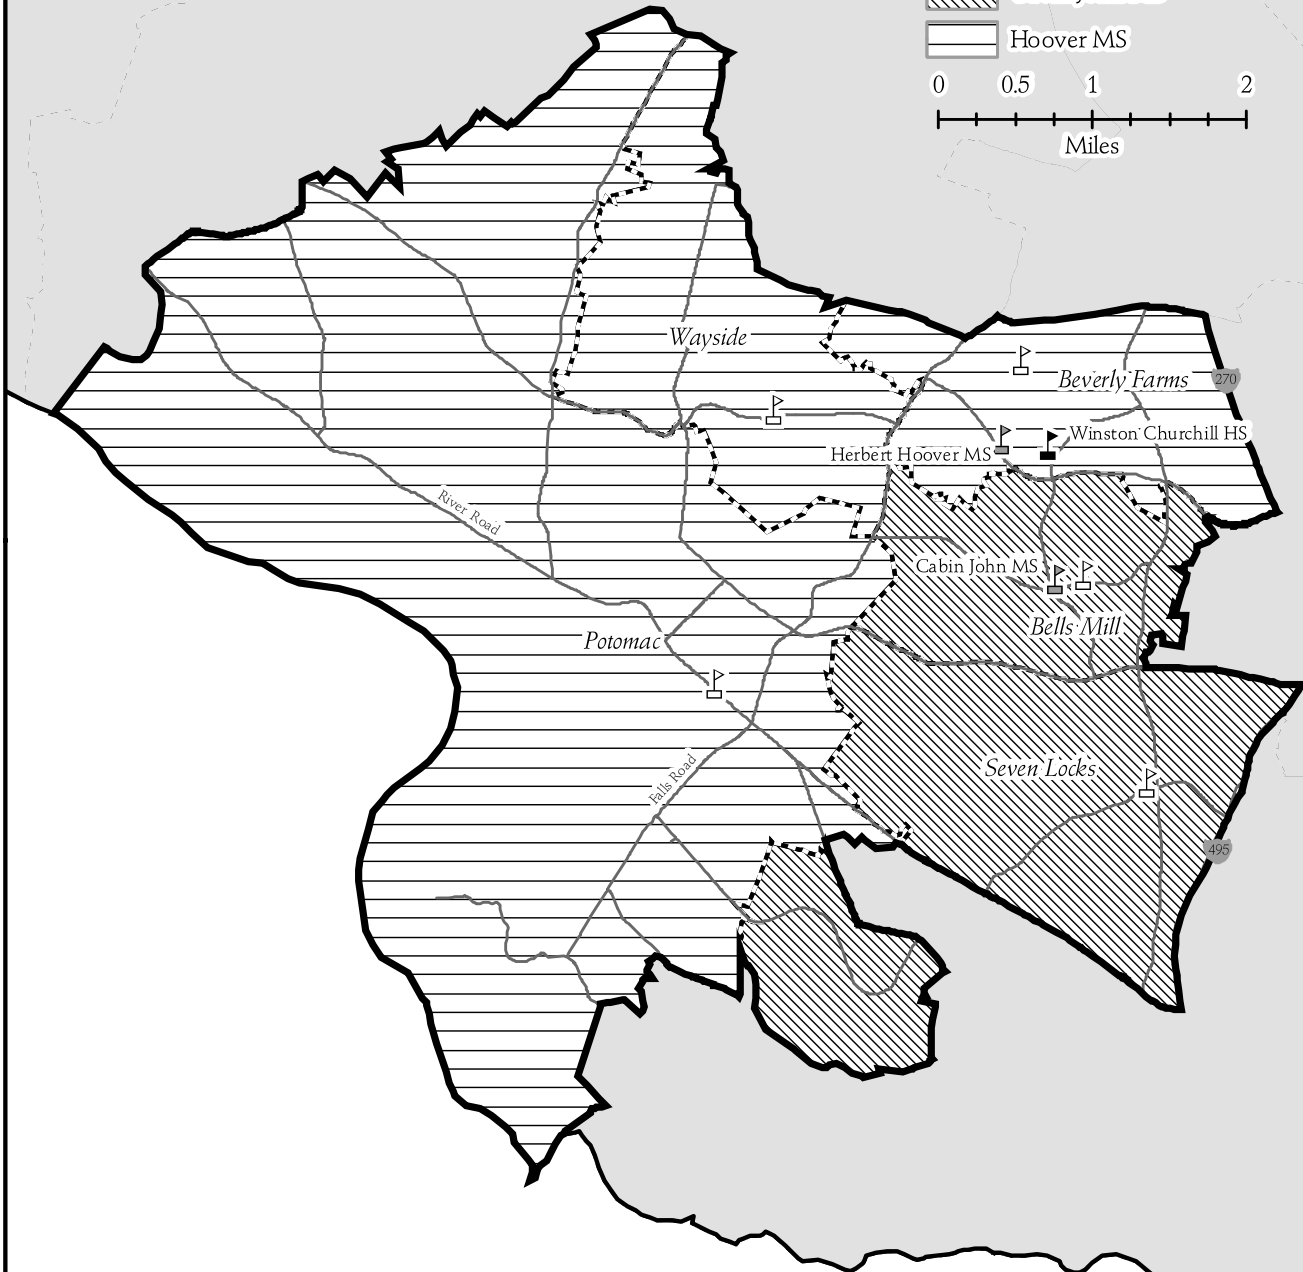 Hoover MS
0 0.5 1 2
Miles
Wayside
Beverly Farms
270
Winston Churchill HS
Herbert Hoover MS
River Road
Cabin John MS
Bells Mill
Potomac
Seven Locks
Falls Road
495